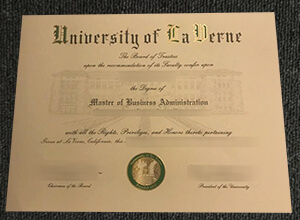 University of La Verne
The Board of Trustees
upon the recommendation of its Faculty confer upon
the Degree of
Master of Business Administration
with all the Rights, Privileges, and Honors thereto pertaining
Given at La Verne, California, this
Chairman of the Board
President of the University